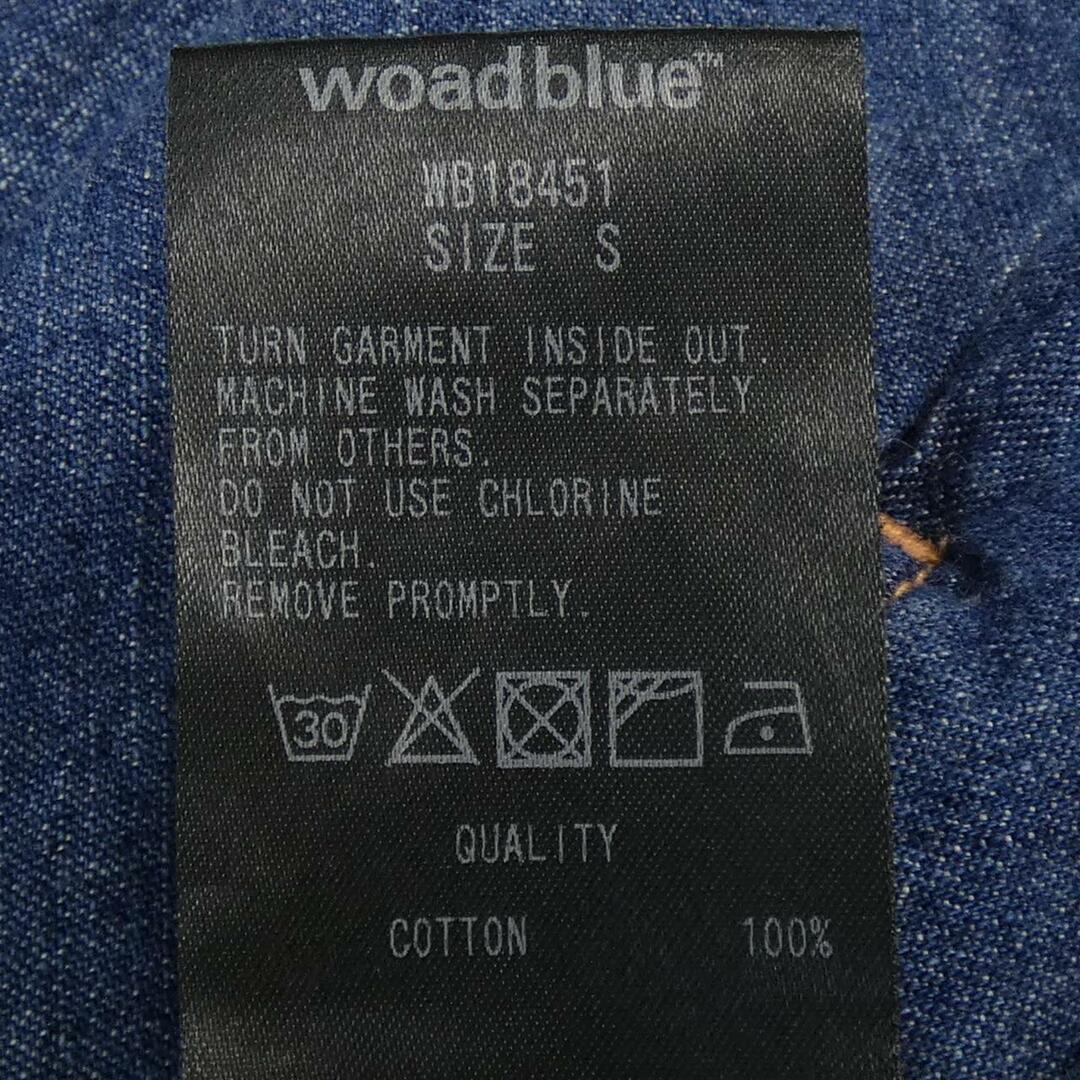 woadblue™
WB18451
SIZE S
TURN GARMENT INSIDE OUT.
MACHINE WASH SEPARATELY
FROM OTHERS.
DO NOT USE CHLORINE
BLEACH.
REMOVE PROMPTLY.
30
QUALITY
COTTON 100%